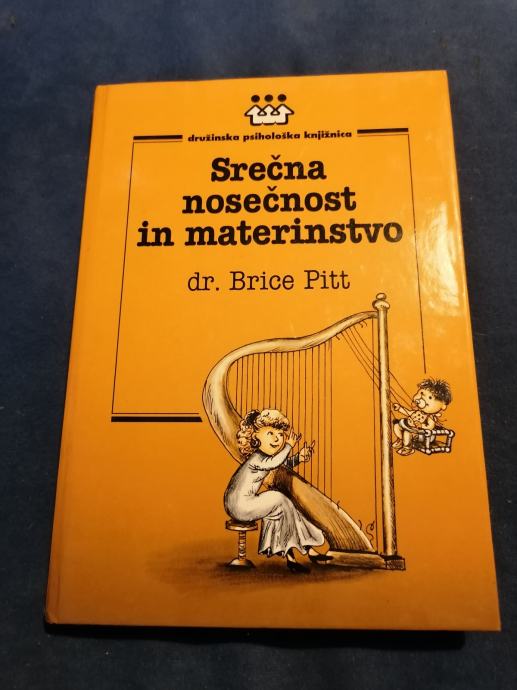 družinska psihološka knjižnica
Srečna
nosečnost
in materinstvo
dr. Brice Pitt